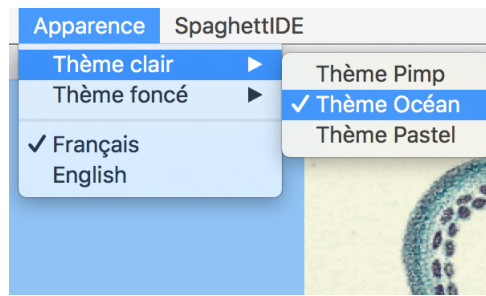 Apparence SpaghettIDE
Thème clair
Thème foncé
Français
English
Thème Pimp
Thème Océan
Thème Pastel